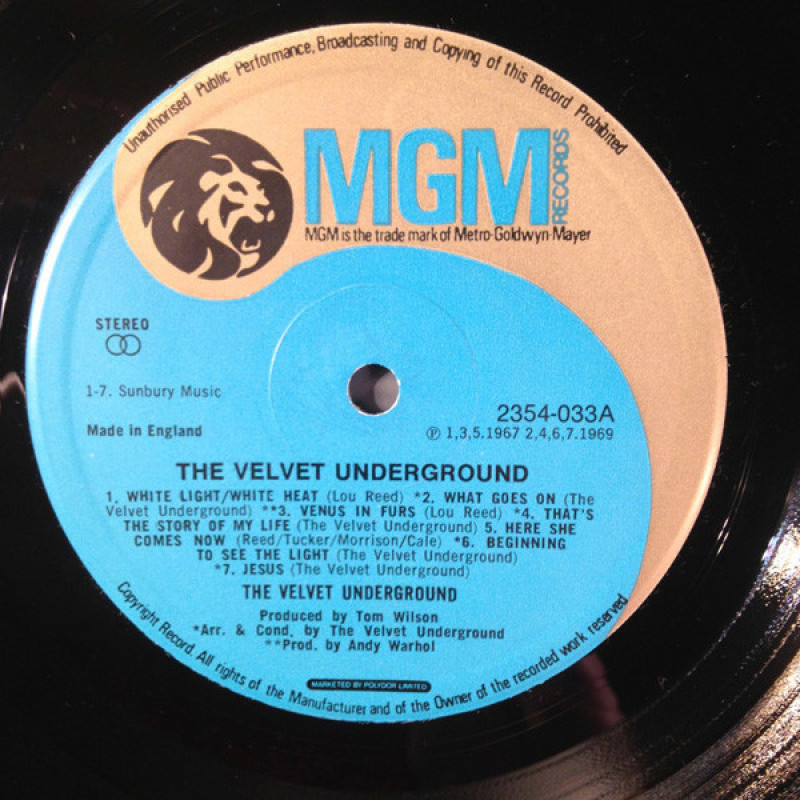 Unauthorised Public Performance, Broadcasting and Copying of this Record Prohibited
MGM
RECORDS
MGM is the trade mark of Metro-Goldwyn-Mayer
STEREO
1-7. Sunbury Music
2354-033A
Made in England
℗ 1,3,5.1967 2,4,6,7.1969
THE VELVET UNDERGROUND
1. WHITE LIGHT/WHITE HEAT (Lou Reed) *2. WHAT GOES ON (The
Velvet Underground) **3. VENUS IN FURS (Lou Reed) *4. THAT'S
THE STORY OF MY LIFE (The Velvet Underground) 5. HERE SHE
COMES NOW (Reed/Tucker/Morrison/Cale) *6. BEGINNING
TO SEE THE LIGHT (The Velvet Underground)
*7. JESUS (The Velvet Underground)
THE VELVET UNDERGROUND
Produced by Tom Wilson
*Arr. & Cond. by The Velvet Underground
**Prod. by Andy Warhol
MARKETED BY POLYDOR LIMITED
Copyright Record. All rights of the Manufacturer and of the Owner of the recorded work reserved